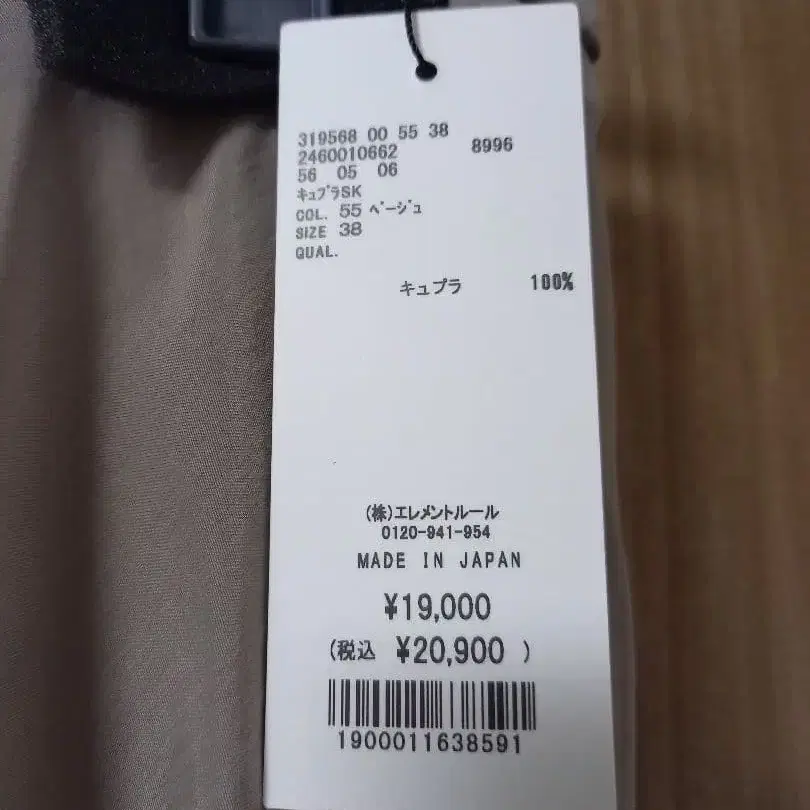 319568 00 55 38
2460010662 8996
56 05 06
ｷｭﾌﾟﾗSK
COL. 55 ﾍﾞｰｼﾞｭ
SIZE 38
QUAL.
キュプラ 100%
(株)エレメントルール
0120-941-954
MADE IN JAPAN
¥19,000
(税込 ¥20,900 )
1900011638591